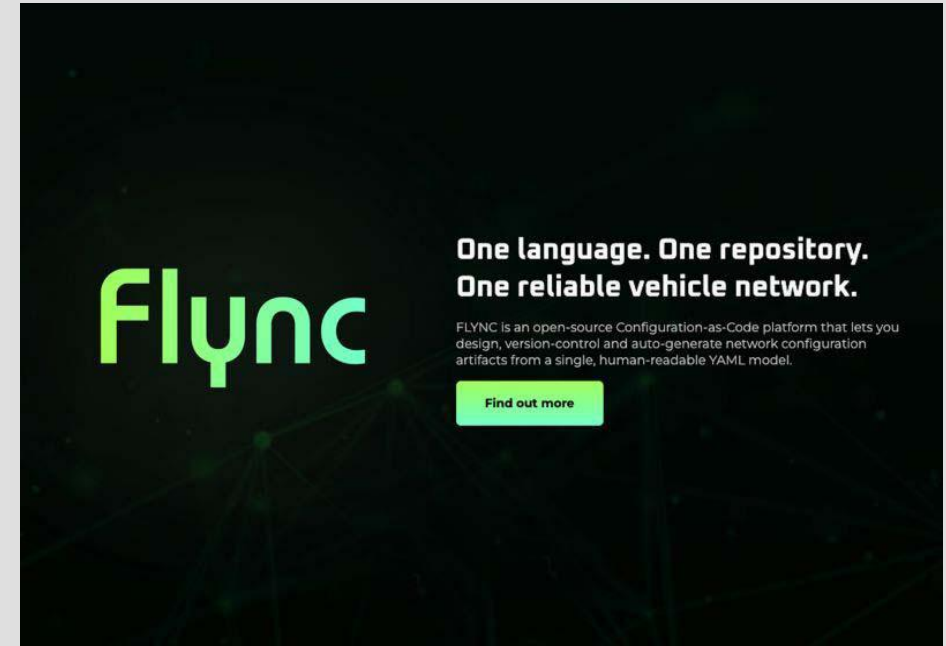 Flync
One language. One repository.
One reliable vehicle network.
FLYNC is an open-source Configuration-as-Code platform that lets you
design, version-control and auto-generate network configuration
artifacts from a single, human-readable YAML model.
Find out more